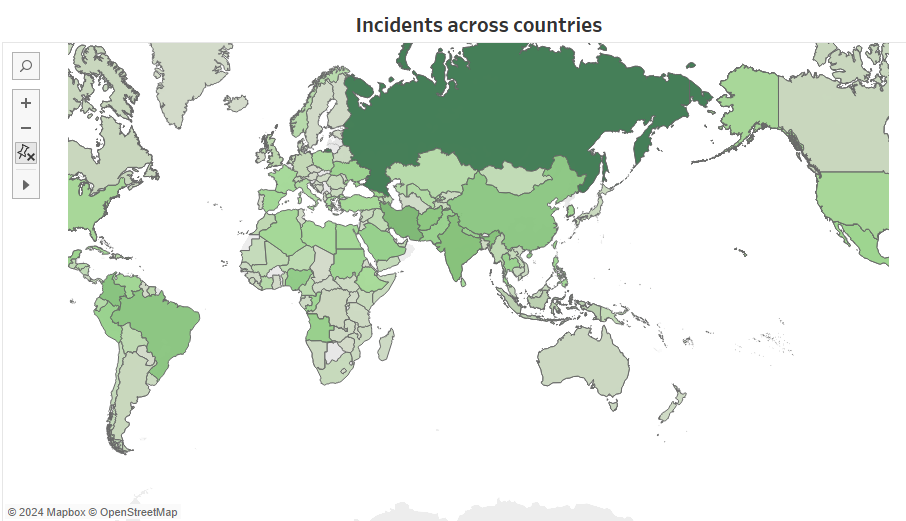 Incidents across countries
© 2024 Mapbox © OpenStreetMap